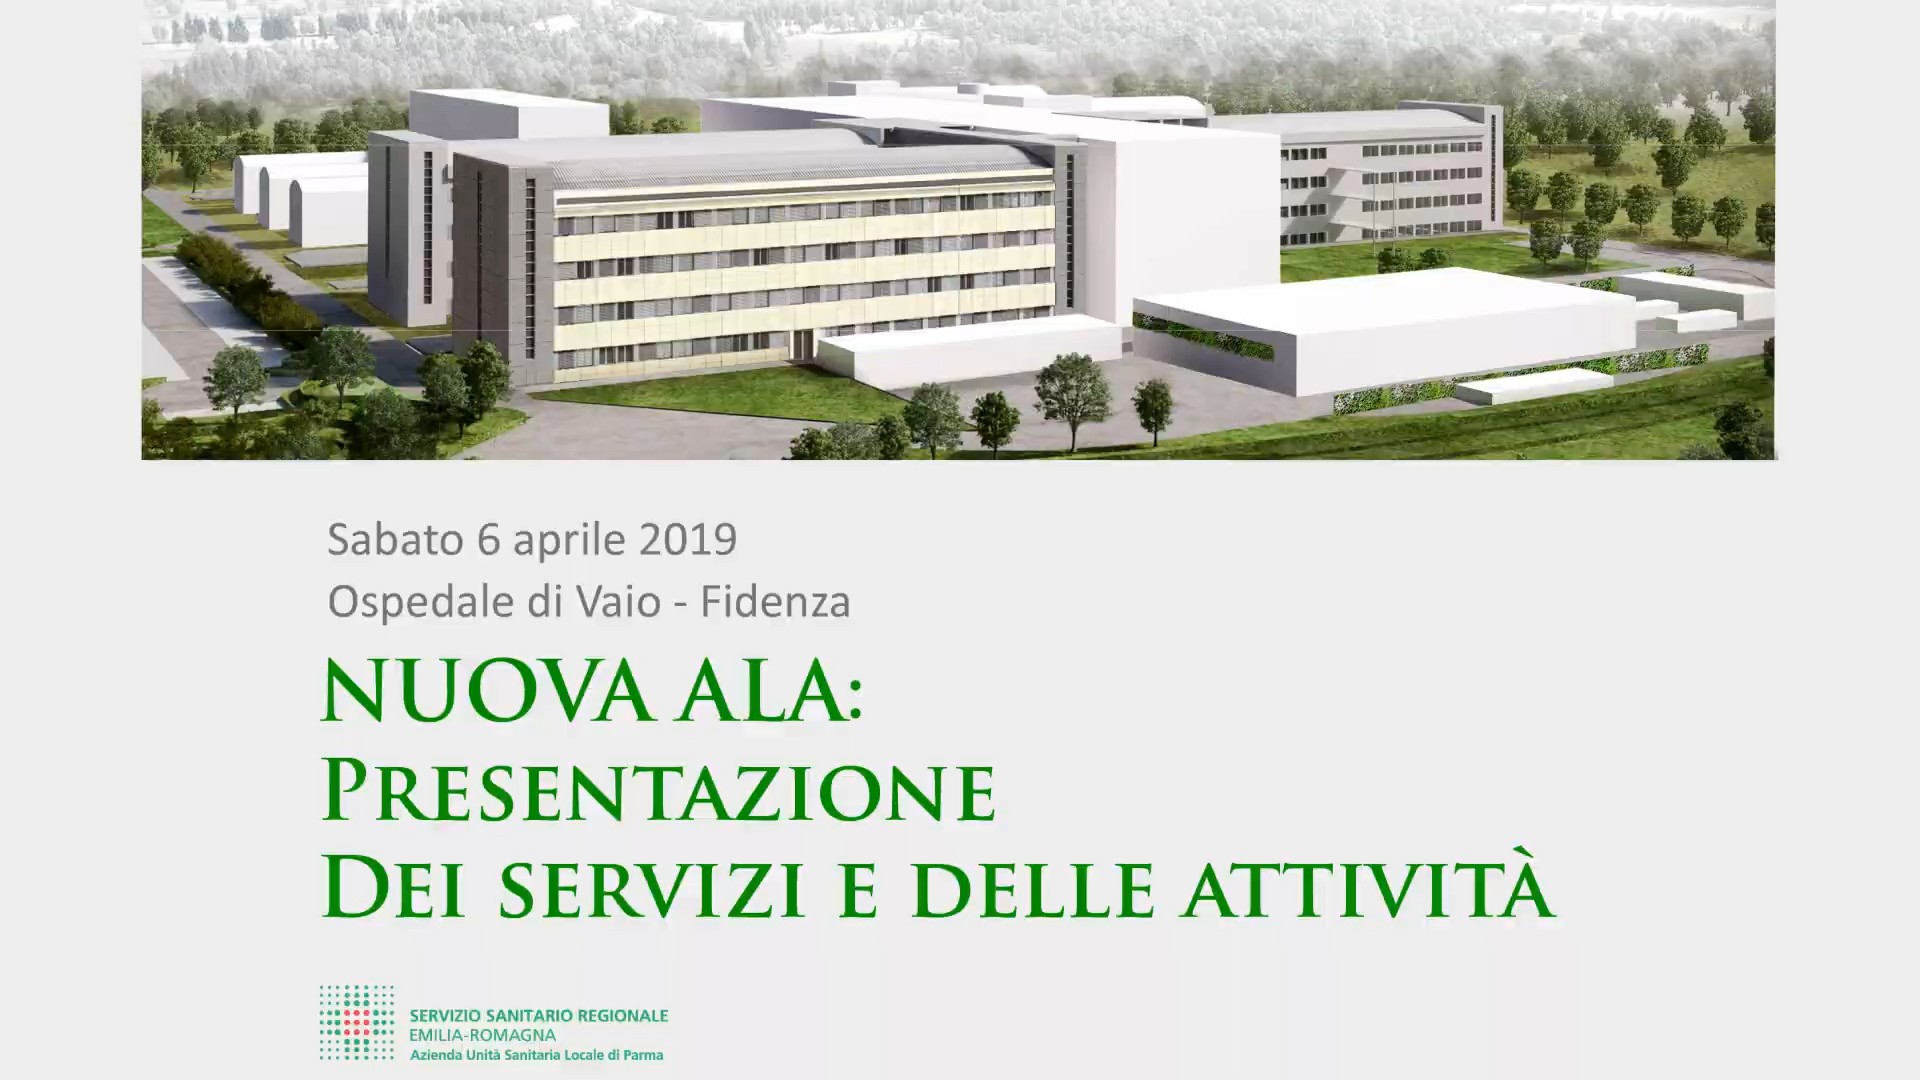 Sabato 6 aprile 2019
Ospedale di Vaio - Fidenza
NUOVA ALA:
PRESENTAZIONE
DEI SERVIZI E DELLE ATTIVITÀ
SERVIZIO SANITARIO REGIONALE
EMILIA-ROMAGNA
Azienda Unità Sanitaria Locale di Parma